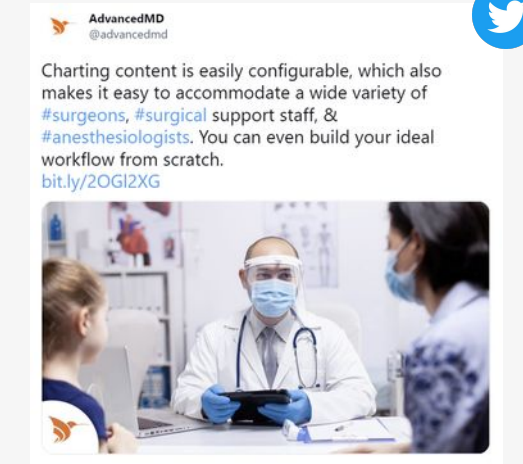 AdvancedMD
@advancedmd
Charting content is easily configurable, which also
makes it easy to accommodate a wide variety of
#surgeons, #surgical support staff, &
#anesthesiologists. You can even build your ideal
workflow from scratch.
bit.ly/2OGl2XG